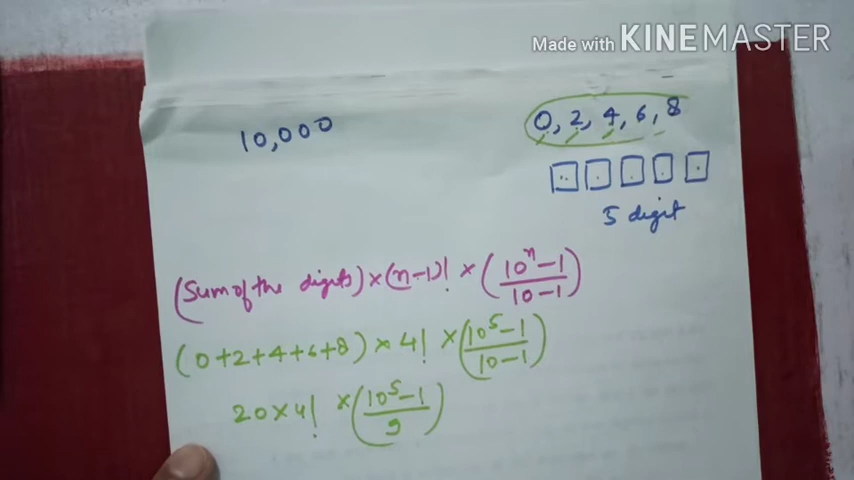 Made with KINEMASTER
10,000
0, 2, 4, 6, 8
5 digit
(Sum of the digits) × (n-1)! × (10ⁿ-1 / 10-1)
(0+2+4+6+8) × 4! × (10⁵-1 / 10-1)
20 × 4! × (10⁵-1 / 9)